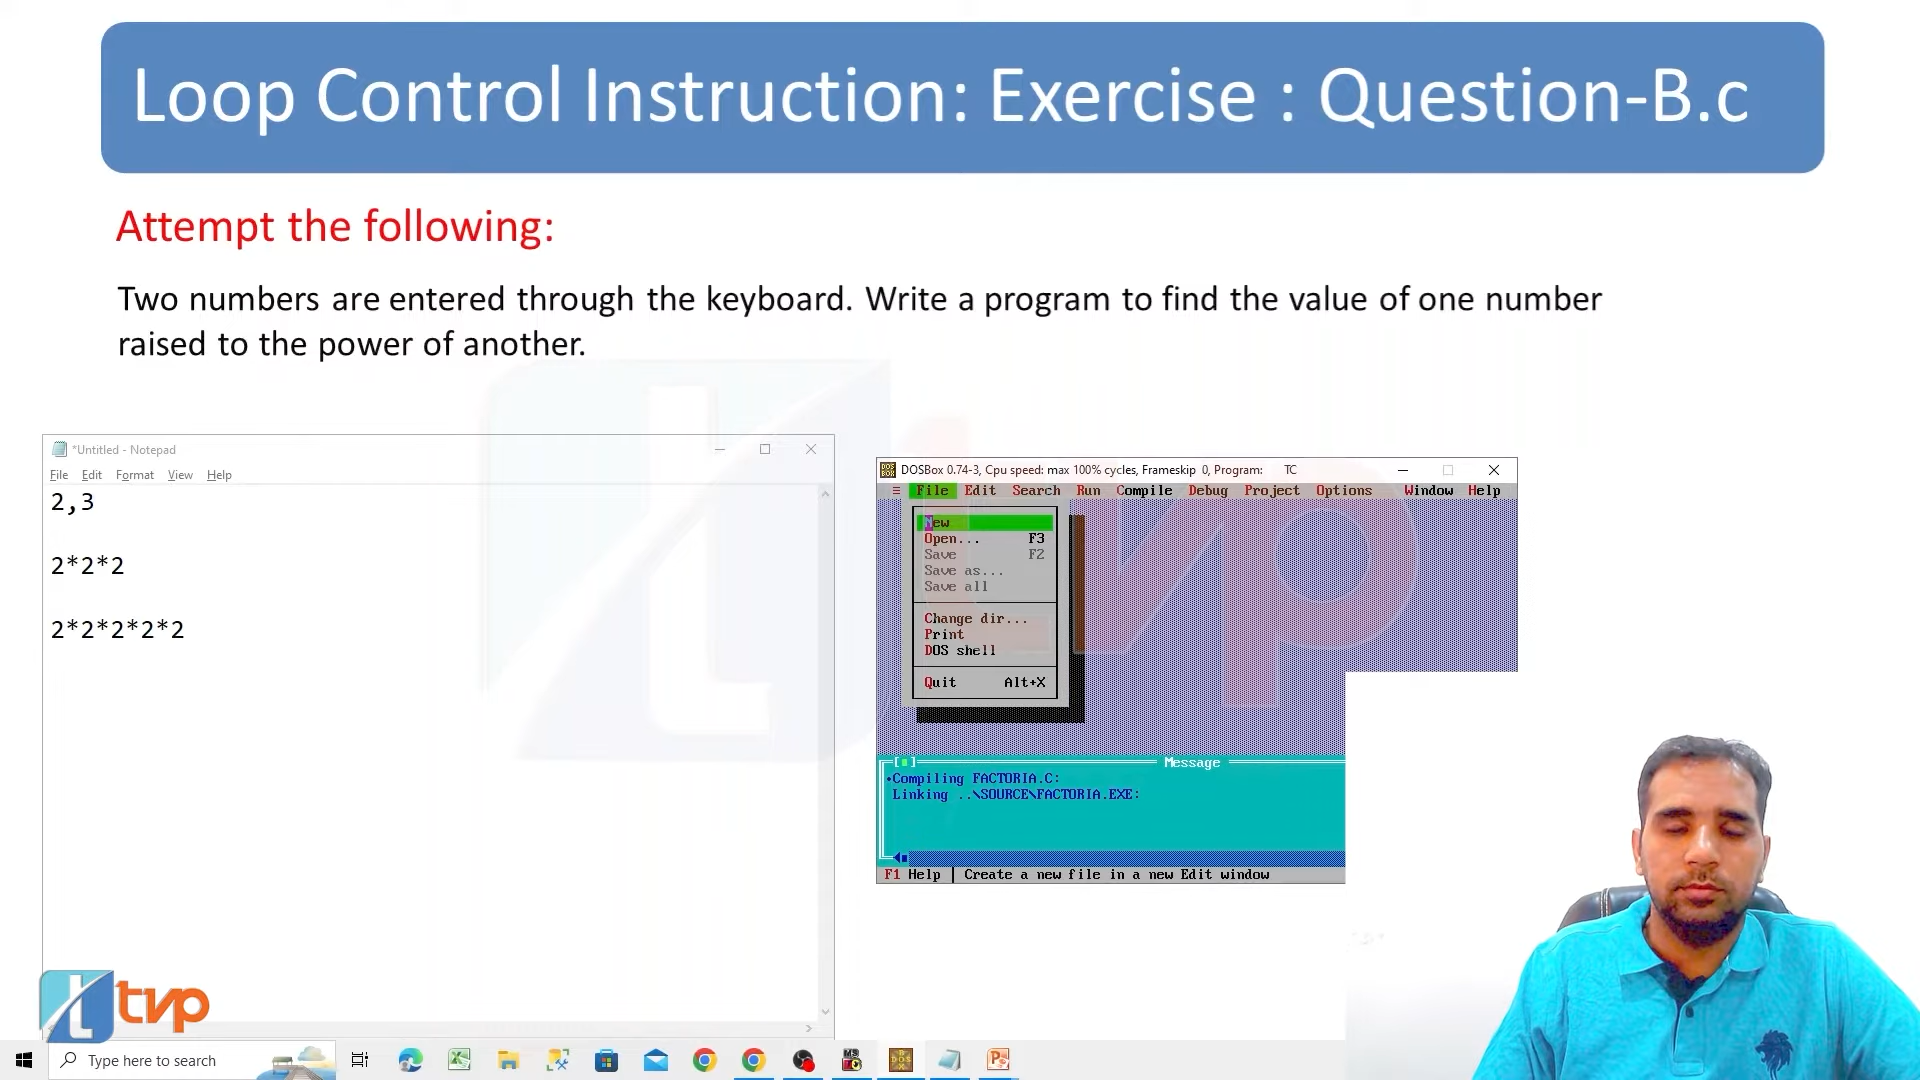 Loop Control Instruction: Exercise : Question-B.c
Attempt the following:
Two numbers are entered through the keyboard. Write a program to find the value of one number
raised to the power of another.
*Untitled - Notepad
File Edit Format View Help
2,3
2*2*2
2*2*2*2*2
DOSBox 0.74-3, Cpu speed: max 100% cycles, Frameskip 0, Program: TC
≡ File Edit Search Run Compile Debug Project Options Window Help
New
Open... F3
Save F2
Save as...
Save all
Change dir...
Print
DOS shell
Quit Alt+X
Message
•Compiling FACTORIA.C:
Linking ..\SOURCE\FACTORIA.EXE:
F1 Help | Create a new file in a new Edit window
tvp
Type here to search